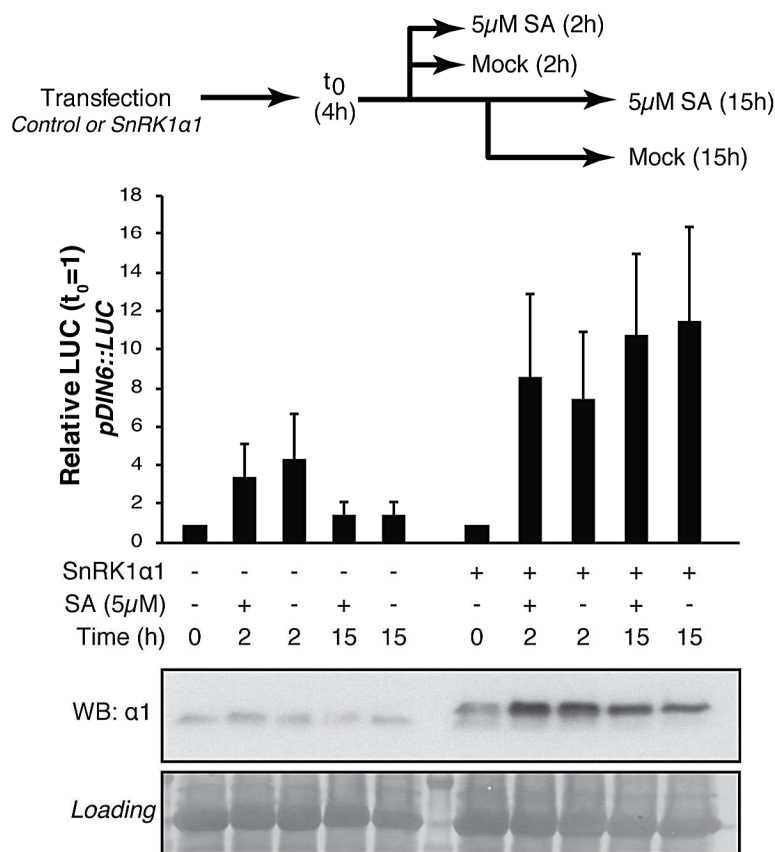 5µM SA (2h)
Mock (2h)
Transfection
Control or SnRK1α1
t0
(4h)
5µM SA (15h)
Mock (15h)
Relative LUC (t0=1)
pDIN6::LUC
18
16
14
12
10
8
6
4
2
0
SnRK1α1 - - - - - + + + + +
SA (5µM) - + - + - - + - + -
Time (h) 0 2 2 15 15 0 2 2 15 15
WB: α1
Loading